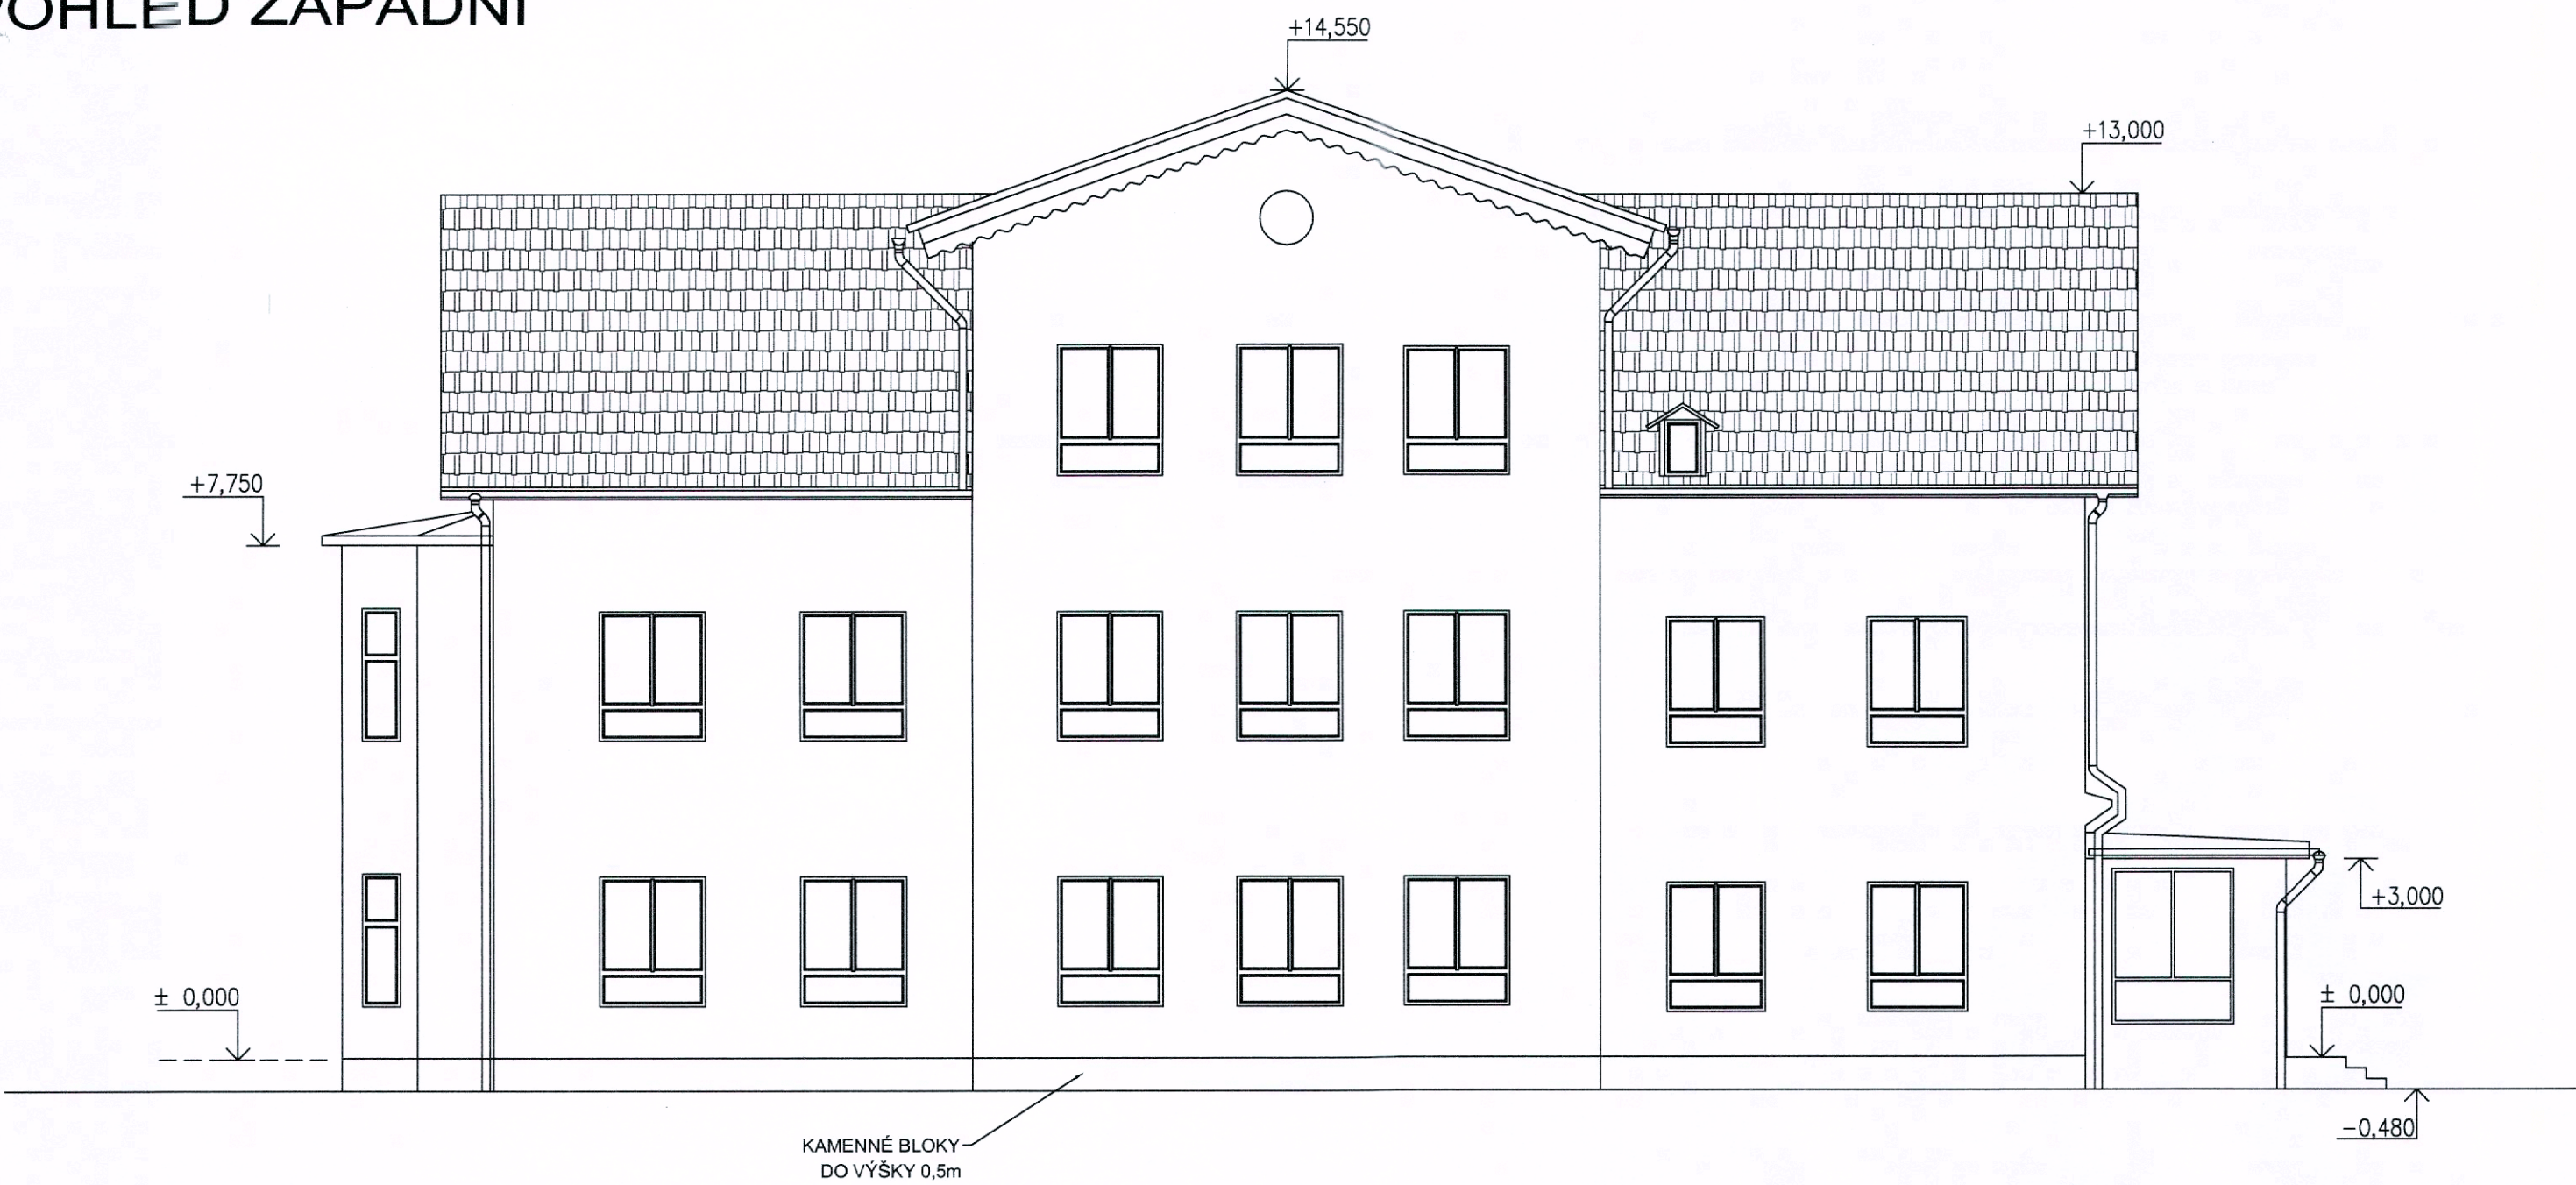 POHLED ZÁPADNÍ
+14,550
+13,000
+7,750
+3,000
± 0,000
± 0,000
-0,480
KAMENNÉ BLOKY
DO VÝŠKY 0,5m